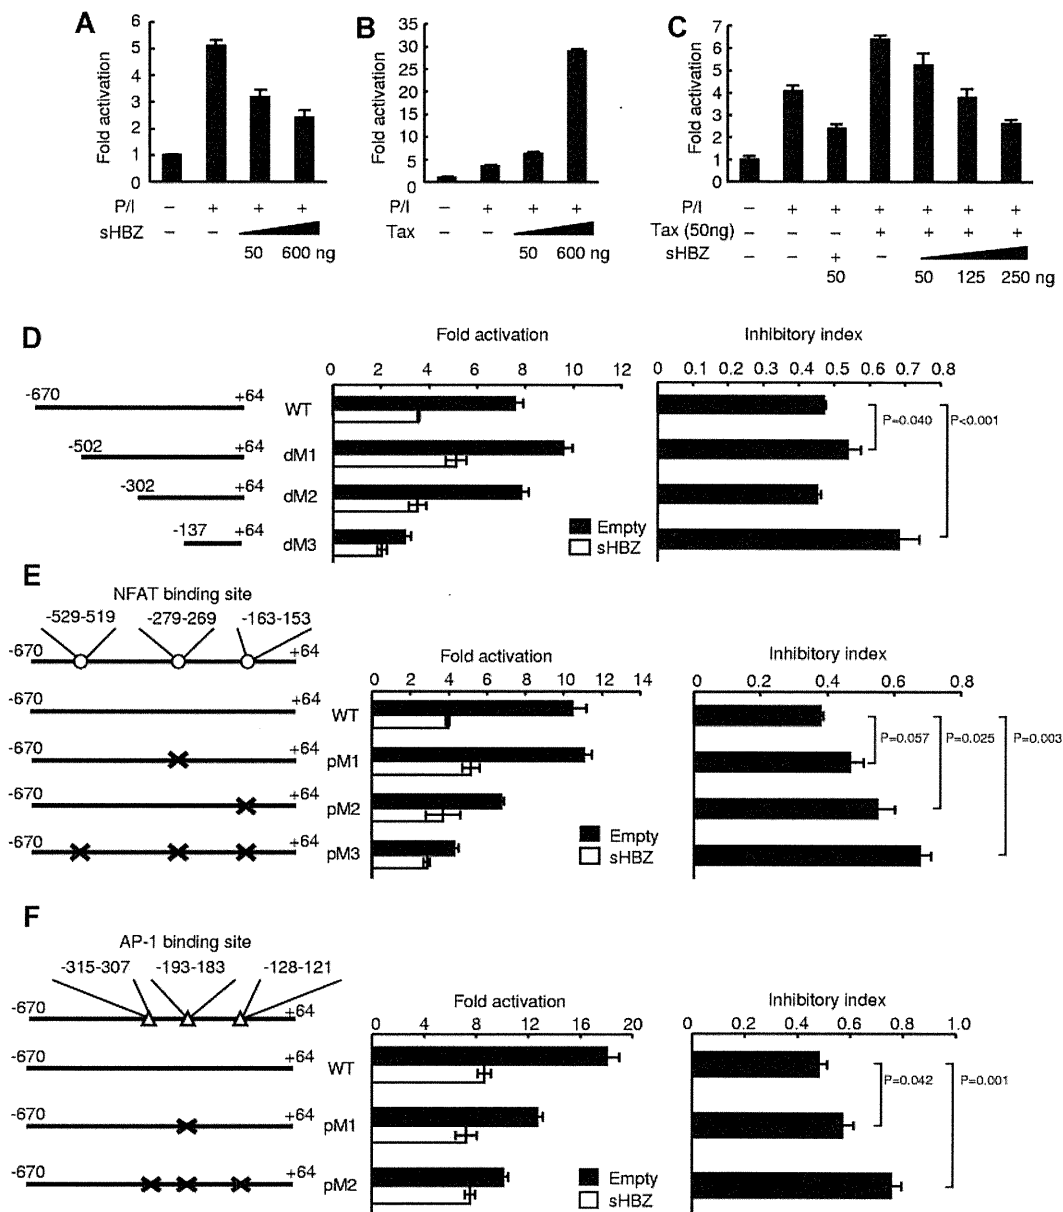 A
Fold activation
6
5
4
3
2
1
0
P/I − + + +
sHBZ − −
50 600 ng
B
Fold activation
35
30
25
20
15
10
5
0
P/I − + + +
Tax − −
50 600 ng
C
Fold activation
7
6
5
4
3
2
1
0
P/I − + + + + + +
Tax (50ng) − − − + + + +
sHBZ − − + −
50 50 125 250 ng
D
Fold activation
0 2 4 6 8 10 12
Inhibitory index
0 0.1 0.2 0.3 0.4 0.5 0.6 0.7 0.8
-670 +64 WT
-502 +64 dM1
-302 +64 dM2
-137 +64 dM3
Empty
sHBZ
P=0.040
P<0.001
E
NFAT binding site
-529-519 -279-269 -163-153
-670 +64
Fold activation
0 2 4 6 8 10 12 14
Inhibitory index
0 0.2 0.4 0.6 0.8
-670 +64 WT
-670 +64 pM1
-670 +64 pM2
-670 +64 pM3
Empty
sHBZ
P=0.057
P=0.025
P=0.003
F
AP-1 binding site
-315-307 -193-183 -128-121
-670 +64
Fold activation
0 4 8 12 16 20
Inhibitory index
0 0.2 0.4 0.6 0.8 1.0
-670 +64 WT
-670 +64 pM1
-670 +64 pM2
Empty
sHBZ
P=0.042
P=0.001